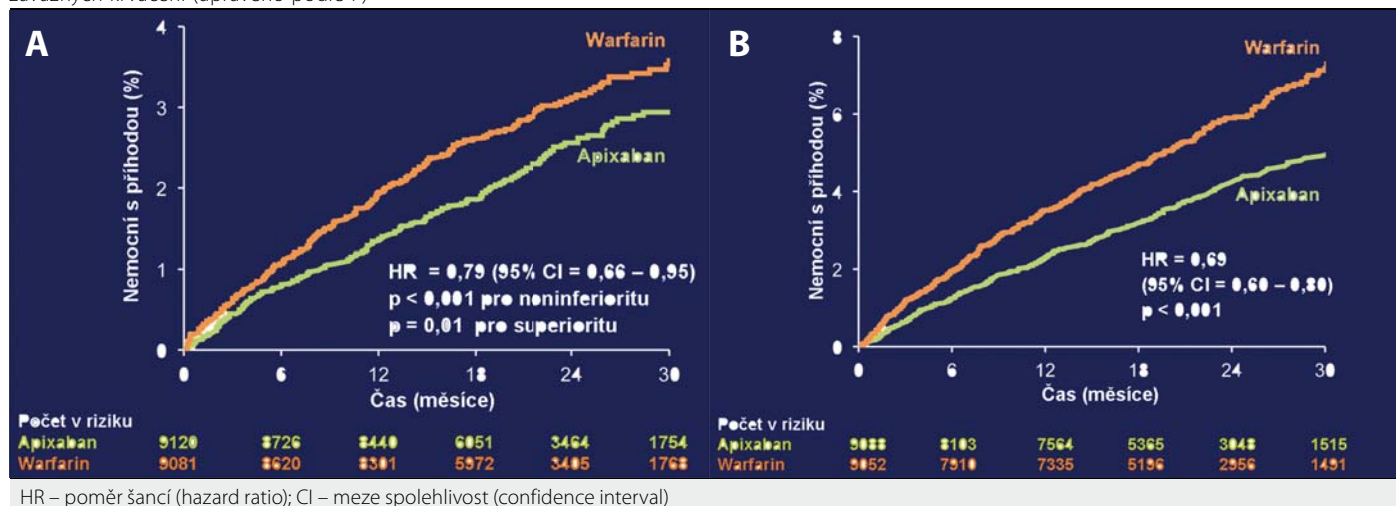 A
Nemocní s příhodou (%)
4
3
2
1
0
Warfarin
Apixaban
HR = 0,79 (95% CI = 0,66 – 0,95)
p < 0,001 pro noninferioritu
p = 0,01 pro superioritu
0 6 12 18 24 30
Čas (měsíce)
Počet v riziku
Apixaban 9120 8726 8440 6051 3464 1754
Warfarin 9081 8620 8301 5972 3405 1768
B
Nemocní s příhodou (%)
8
6
4
2
0
Warfarin
Apixaban
HR = 0,69
(95% CI = 0,60 – 0,80)
p < 0,001
0 6 12 18 24 30
Čas (měsíce)
Počet v riziku
Apixaban 9088 8103 7564 5365 3048 1515
Warfarin 9052 7910 7335 5196 2956 1491
HR – poměr šancí (hazard ratio); CI – meze spolehlivost (confidence interval)